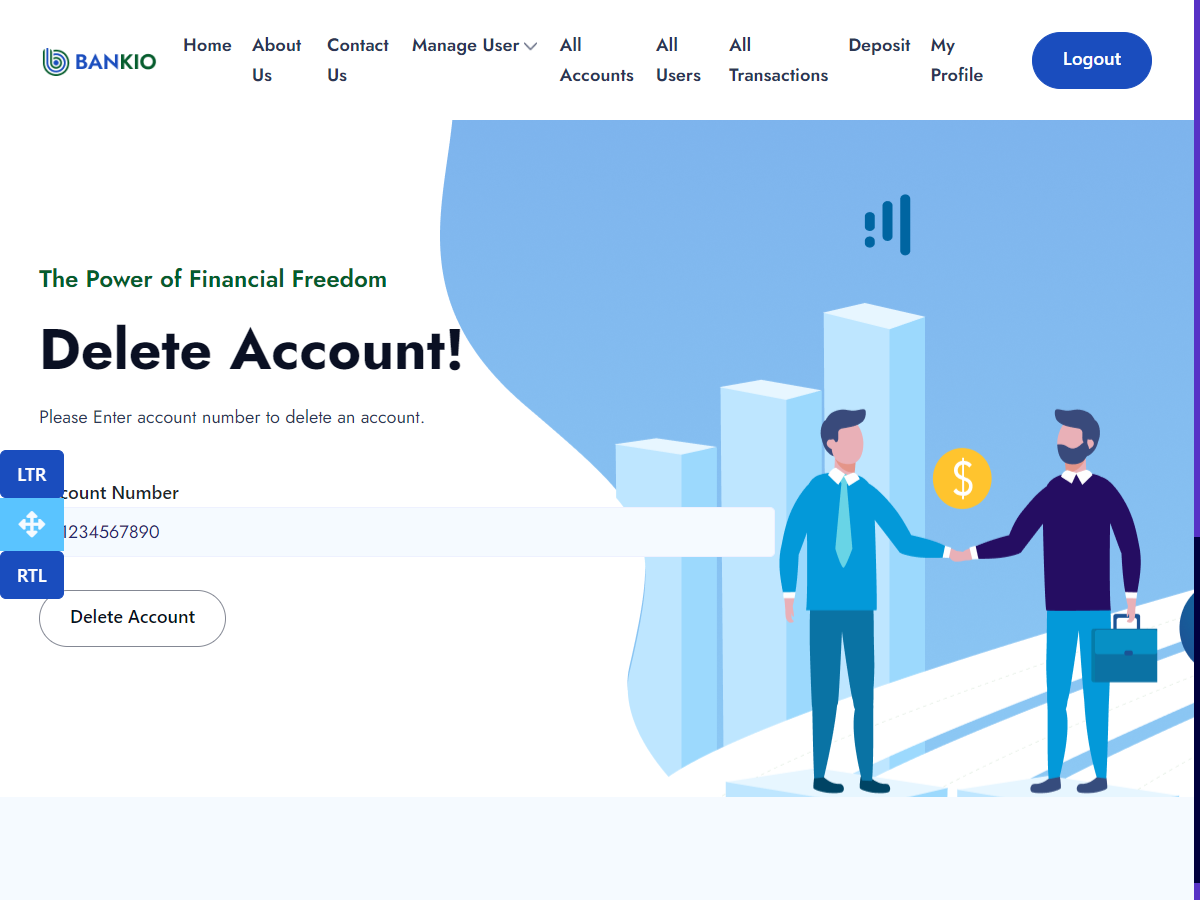 BANKIO
Home
About
Us
Contact
Us
Manage User
All
Accounts
All
Users
All
Transactions
Deposit
My
Profile
Logout
The Power of Financial Freedom
Delete Account!
Please Enter account number to delete an account.
LTR
count Number
1234567890
RTL
Delete Account
$